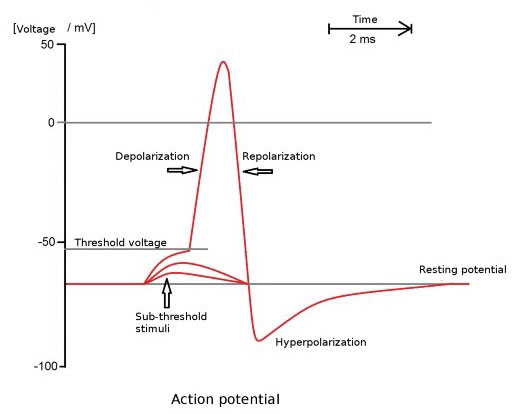 [Voltage / mV]
Time
2 ms
50
0
Depolarization
Repolarization
-50
Threshold voltage
Resting potential
Sub-threshold
stimuli
Hyperpolarization
-100
Action potential